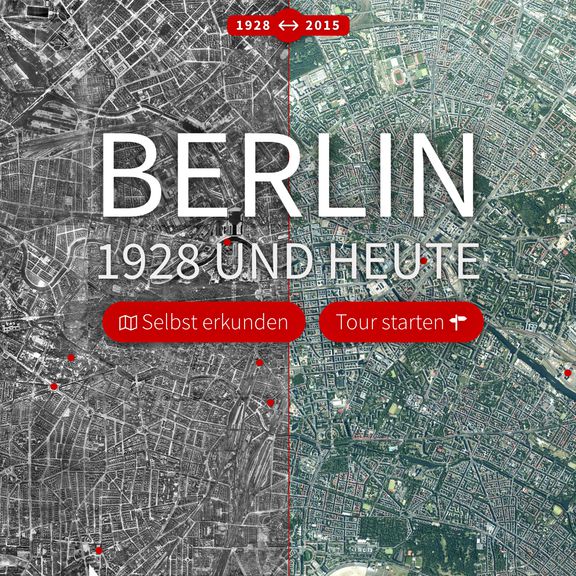 1928 ↔ 2015
BERLIN
1928 UND HEUTE
Selbst erkunden
Tour starten